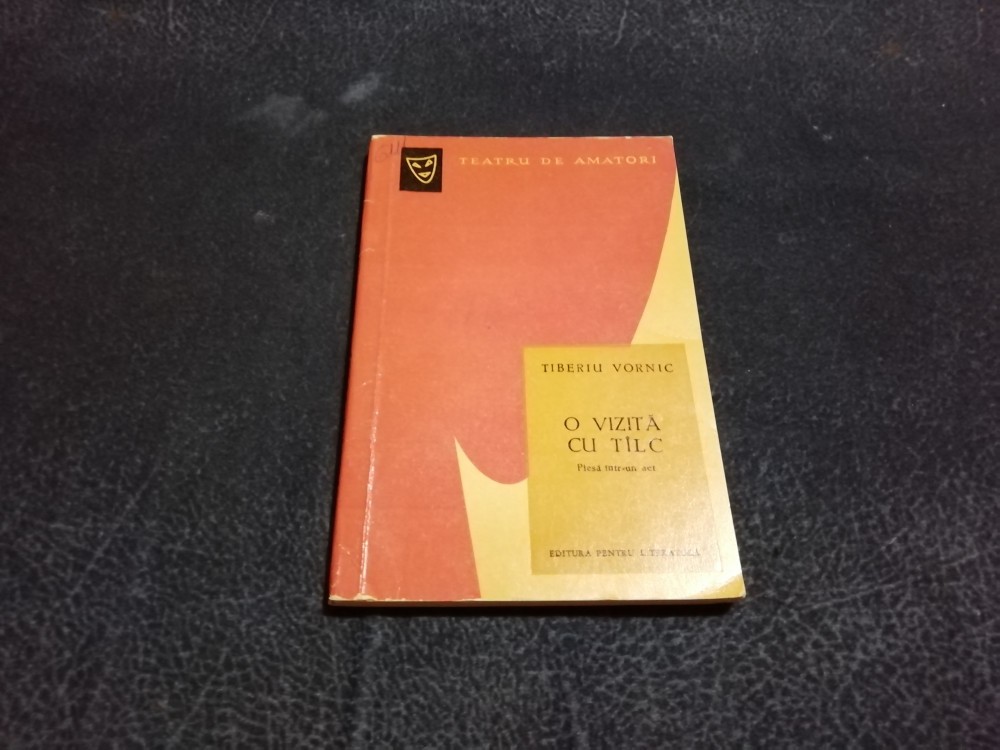 TEATRU DE AMATORI
TIBERIU VORNIC
O VIZITĂ
CU TÎLC
Piesă într-un act
EDITURA PENTRU LITERATURĂ